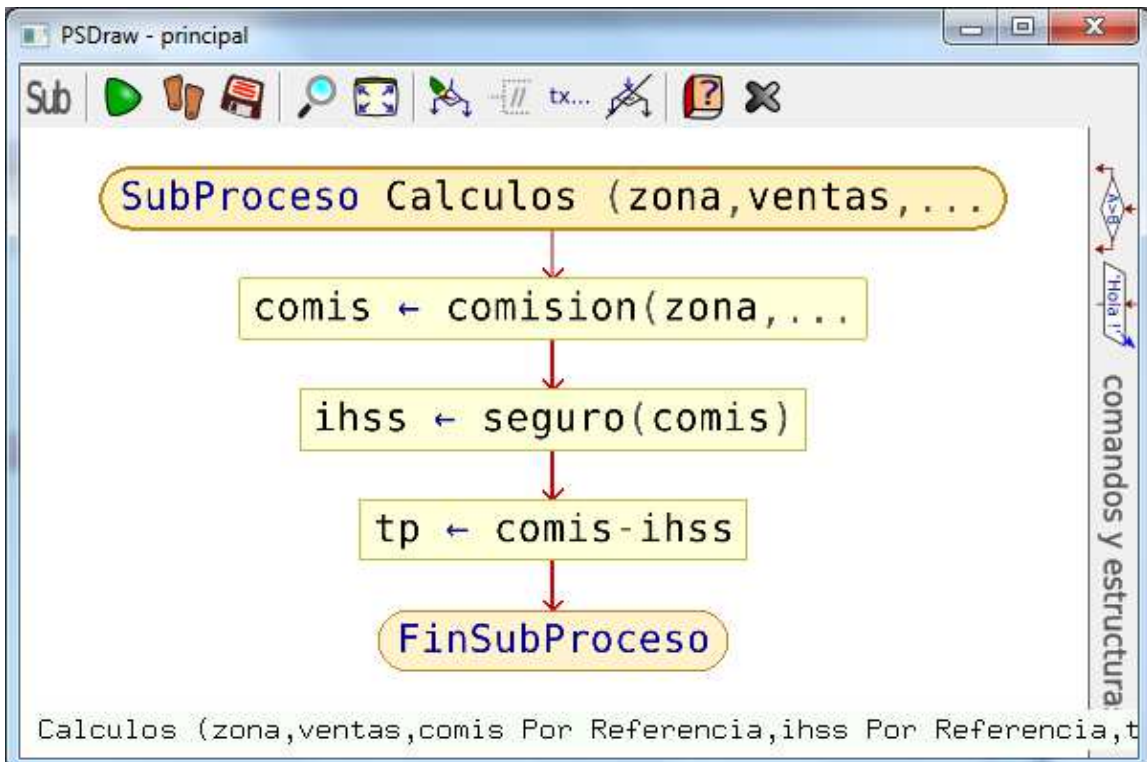 PSDraw - principal
Sub
tx...
SubProceso Calculos (zona,ventas,...
comis ← comision(zona,...
ihss ← seguro(comis)
tp ← comis-ihss
FinSubProceso
A>B
'Hola !'
comandos y estructura
Calculos (zona,ventas,comis Por Referencia,ihss Por Referencia,t